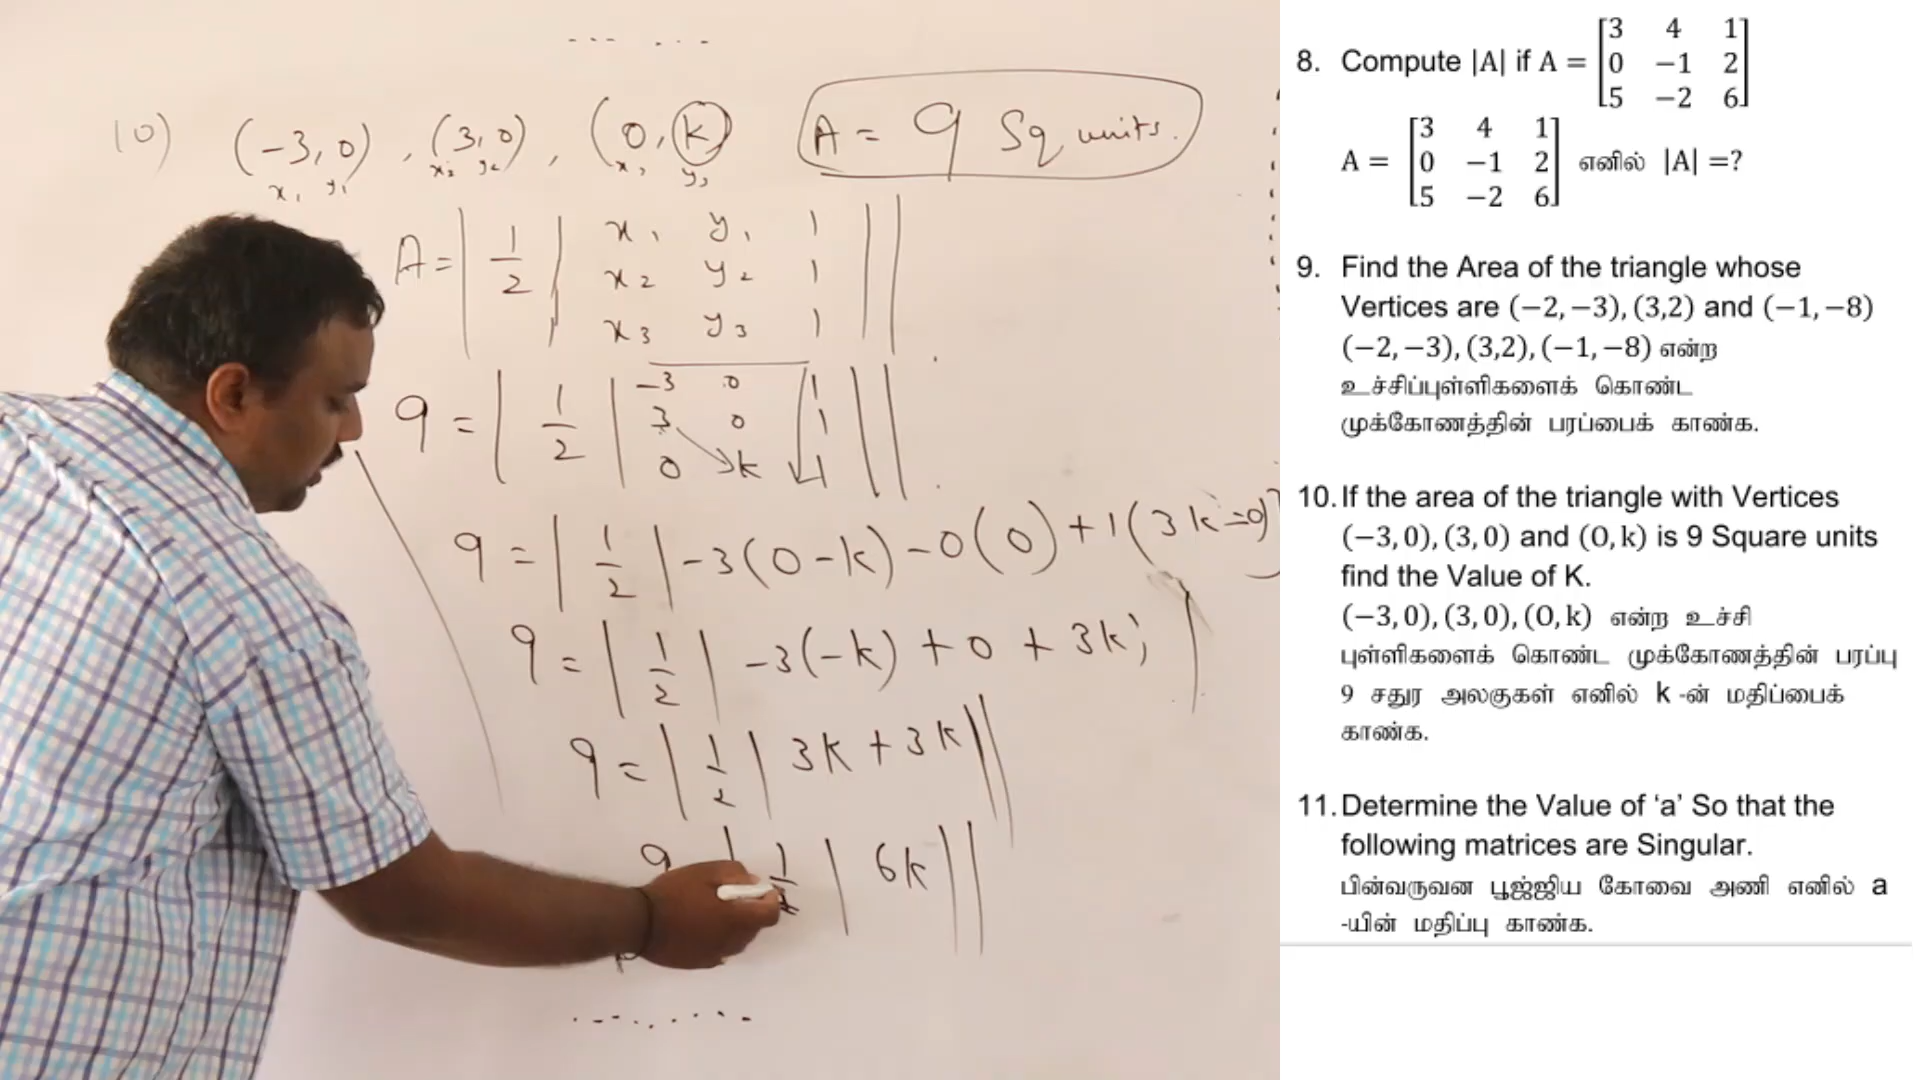 10) (-3, 0), (3, 0), (0, k) A = 9 Sq units.
x₁ y₁ x₂ y₂ x₃ y₃
A = | 1/2 | x₁ y₁ 1 | |
x₂ y₂ 1
x₃ y₃ 1
9 = | 1/2 | -3 0 1 | |
3 0 1
0 k 1
9 = | 1/2 | -3(0-k) -0(0) +1(3k-0)
9 = | 1/2 | -3(-k) + 0 + 3k |
9 = | 1/2 | 3k + 3k ||
9 | 1/2 | 6k ||
8. Compute |A| if A = [3 4 1
0 −1 2
5 −2 6]
A = [3 4 1
0 −1 2
5 −2 6] எனில் |A| =?
9. Find the Area of the triangle whose
Vertices are (−2, −3), (3,2) and (−1, −8)
(−2, −3), (3,2), (−1, −8) என்ற
உச்சிப்புள்ளிகளைக் கொண்ட
முக்கோணத்தின் பரப்பைக் காண்க.
10. If the area of the triangle with Vertices
(−3, 0), (3, 0) and (O, k) is 9 Square units
find the Value of K.
(−3, 0), (3, 0), (O, k) என்ற உச்சி
புள்ளிகளைக் கொண்ட முக்கோணத்தின் பரப்பு
9 சதுர அலகுகள் எனில் k -ன் மதிப்பைக்
காண்க.
11. Determine the Value of ‘a’ So that the
following matrices are Singular.
பின்வருவன பூஜ்ஜிய கோவை அணி எனில் a
-யின் மதிப்பு காண்க.